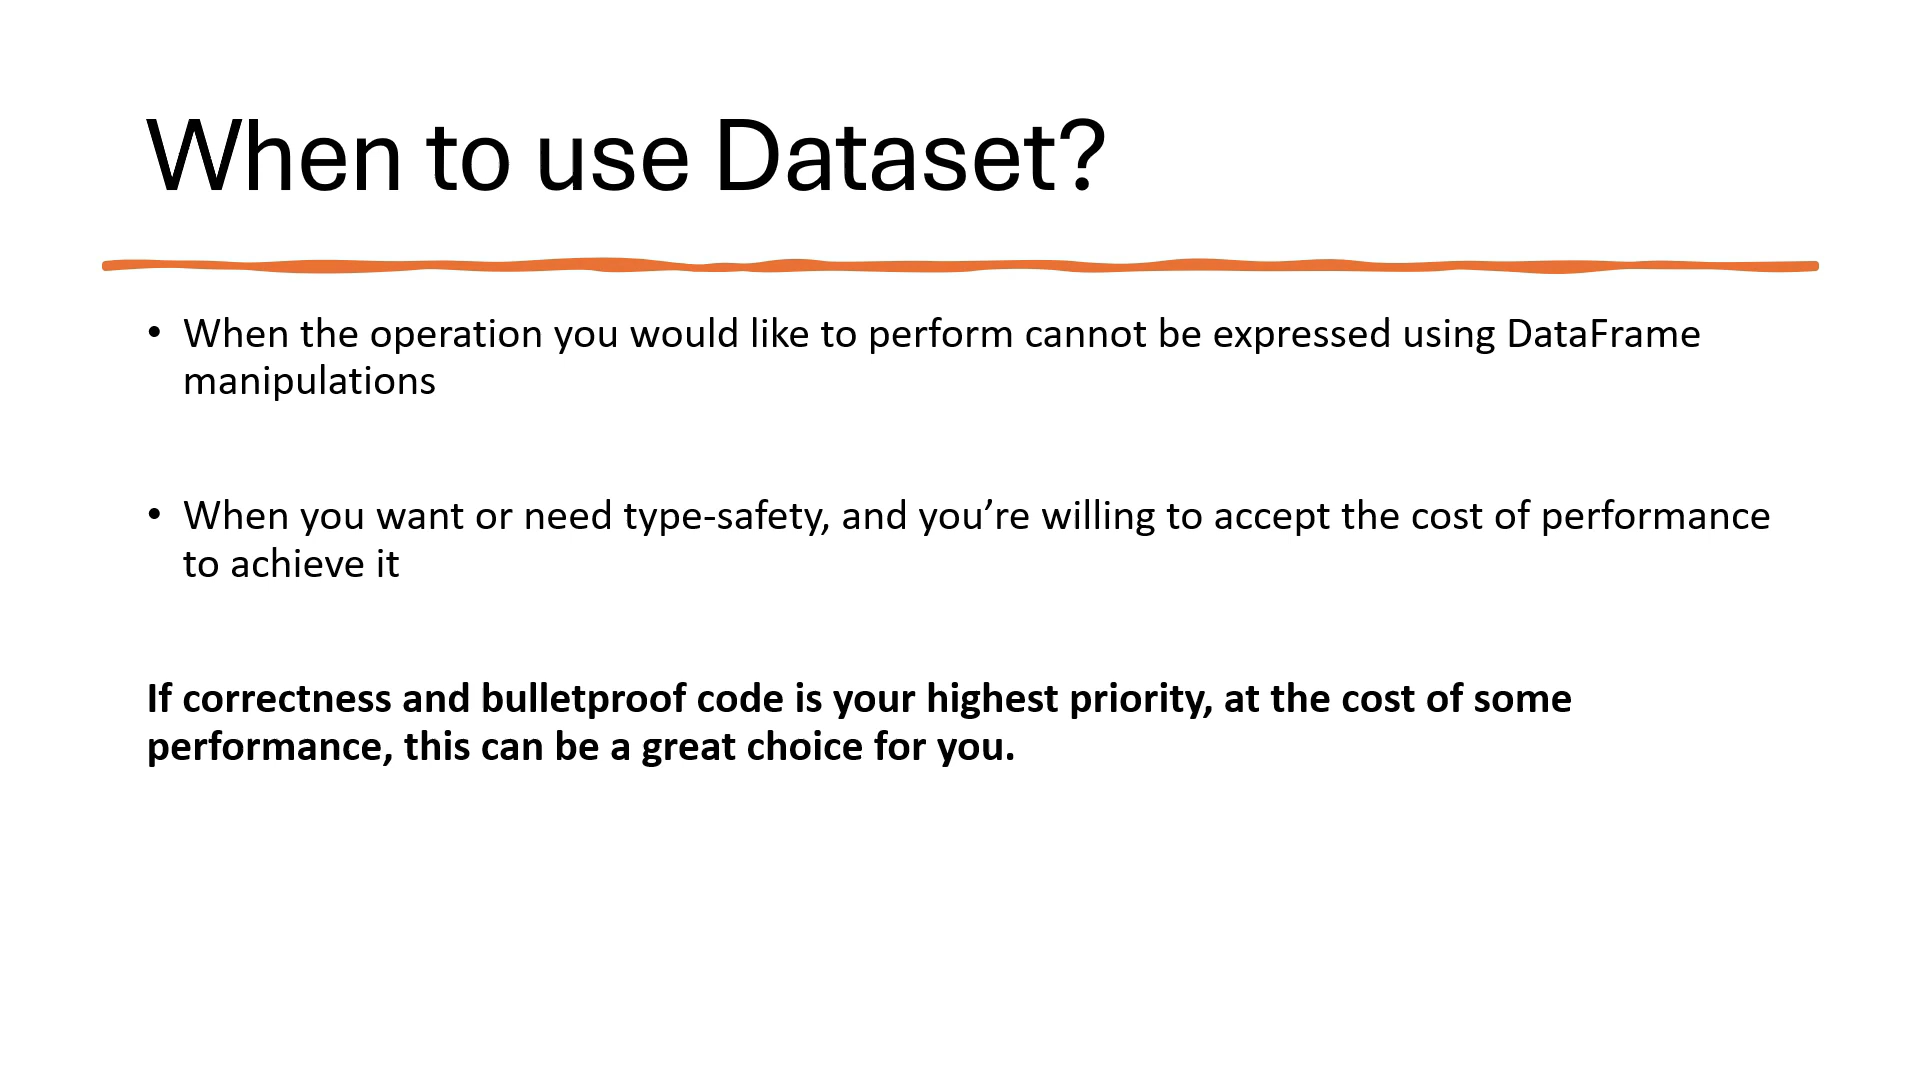 When to use Dataset?
• When the operation you would like to perform cannot be expressed using DataFrame
manipulations
• When you want or need type-safety, and you’re willing to accept the cost of performance
to achieve it
If correctness and bulletproof code is your highest priority, at the cost of some
performance, this can be a great choice for you.